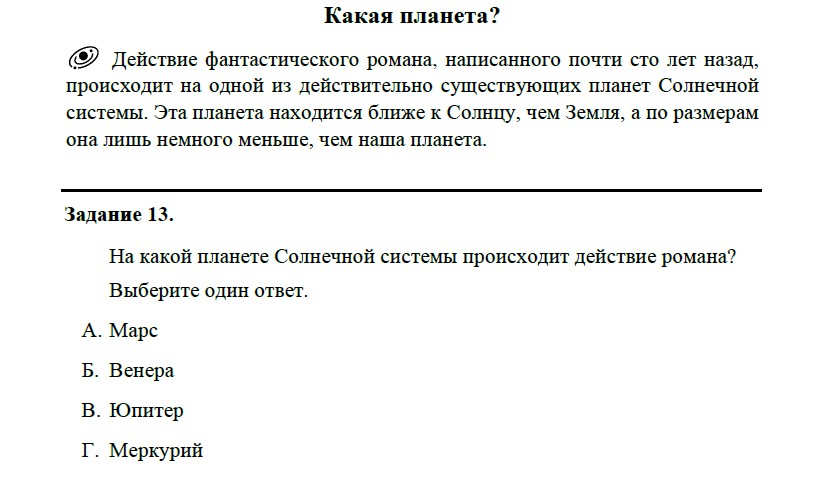 Какая планета?
Действие фантастического романа, написанного почти сто лет назад,
происходит на одной из действительно существующих планет Солнечной
системы. Эта планета находится ближе к Солнцу, чем Земля, а по размерам
она лишь немного меньше, чем наша планета.
Задание 13.
На какой планете Солнечной системы происходит действие романа?
Выберите один ответ.
А. Марс
Б. Венера
В. Юпитер
Г. Меркурий